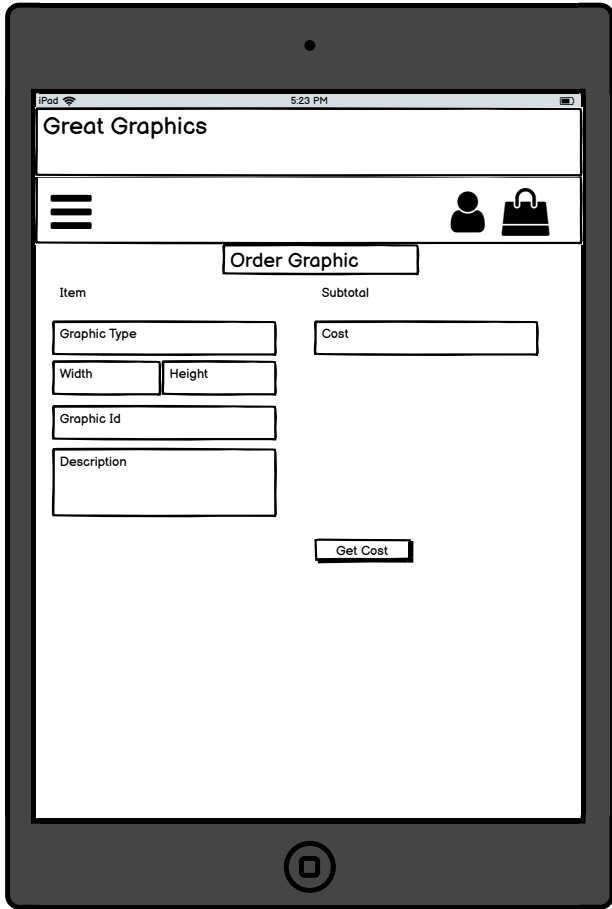 iPad 5:23 PM
Great Graphics
Order Graphic
Item Subtotal
Graphic Type Cost
Width Height
Graphic Id
Description
Get Cost